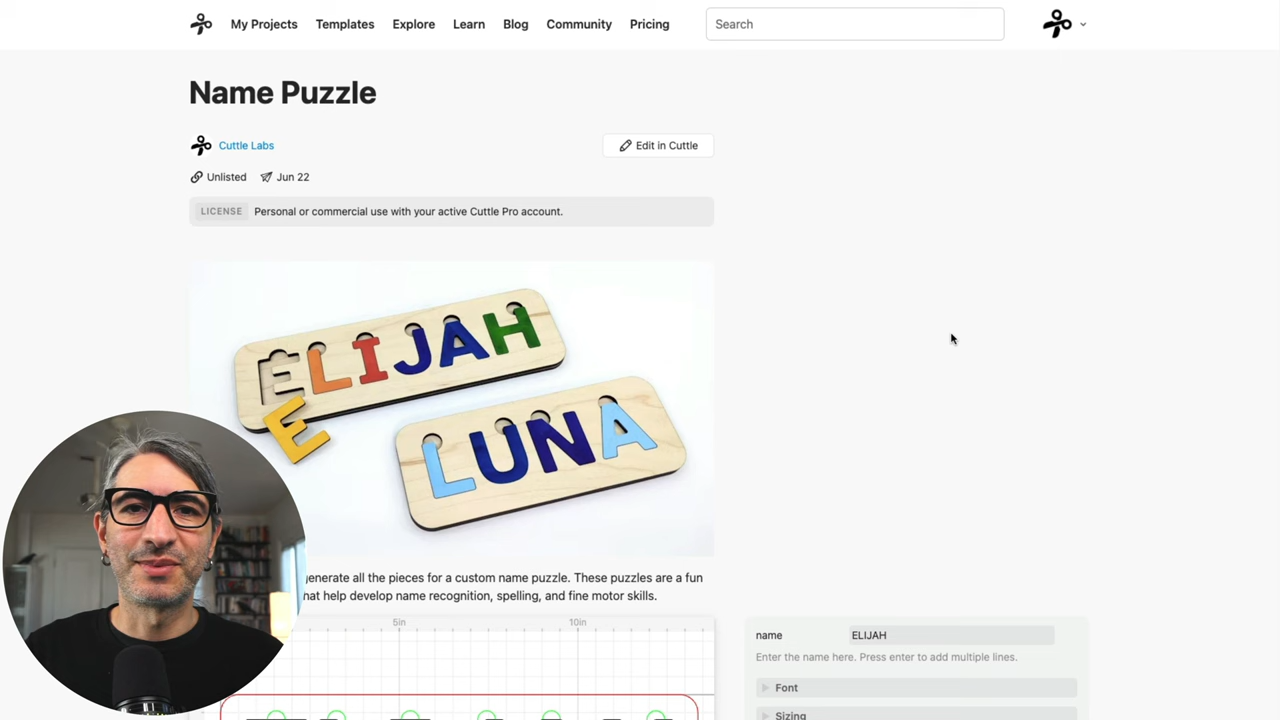 My Projects Templates Explore Learn Blog Community Pricing Search
Name Puzzle
Cuttle Labs Edit in Cuttle
Unlisted Jun 22
LICENSE Personal or commercial use with your active Cuttle Pro account.
ELIJAH
E
LUNA
generate all the pieces for a custom name puzzle. These puzzles are a fun
that help develop name recognition, spelling, and fine motor skills.
5in 10in
name ELIJAH
Enter the name here. Press enter to add multiple lines.
Font
Sizing